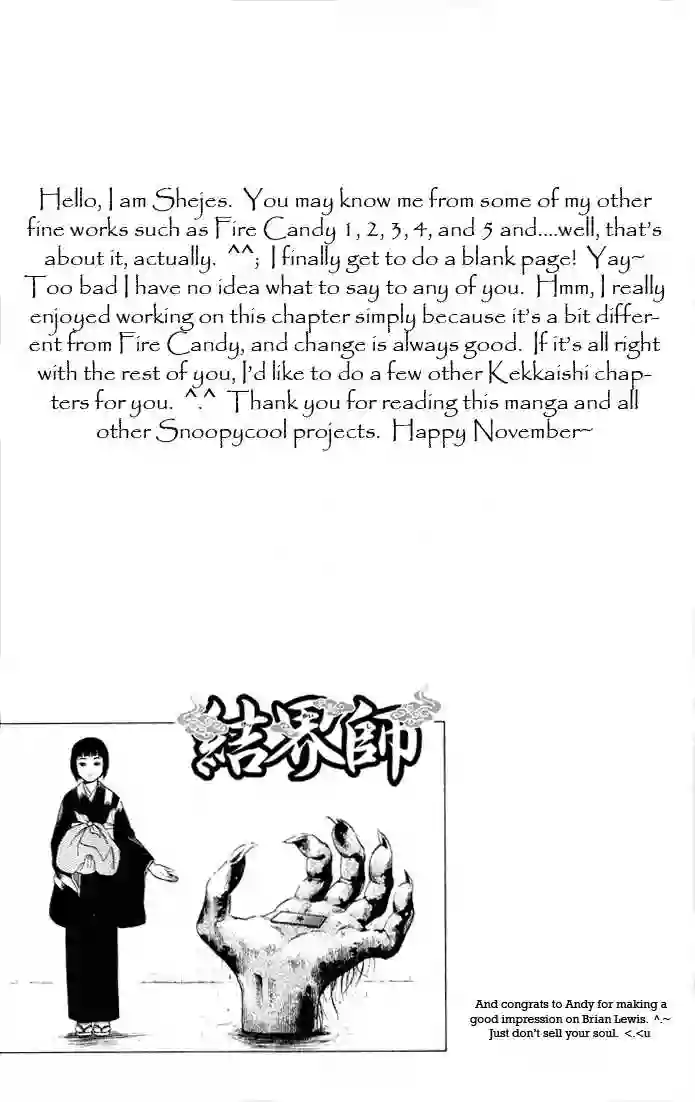 Hello, I am Shejes. You may know me from some of my other
fine works such as Fire Candy 1, 2, 3, 4, and 5 and....well, that's
about it, actually. ^^; I finally get to do a blank page! Yay~
Too bad I have no idea what to say to any of you. Hmm, I really
enjoyed working on this chapter simply because it's a bit differ-
ent from Fire Candy, and change is always good. If it's all right
with the rest of you, I'd like to do a few other Kekkaishi chap-
ters for you. ^.^ Thank you for reading this manga and all
other Snoopycool projects. Happy November~
結界師
And congrats to Andy for making a
good impression on Brian Lewis. ^.~
Just don't sell your soul. <.<u